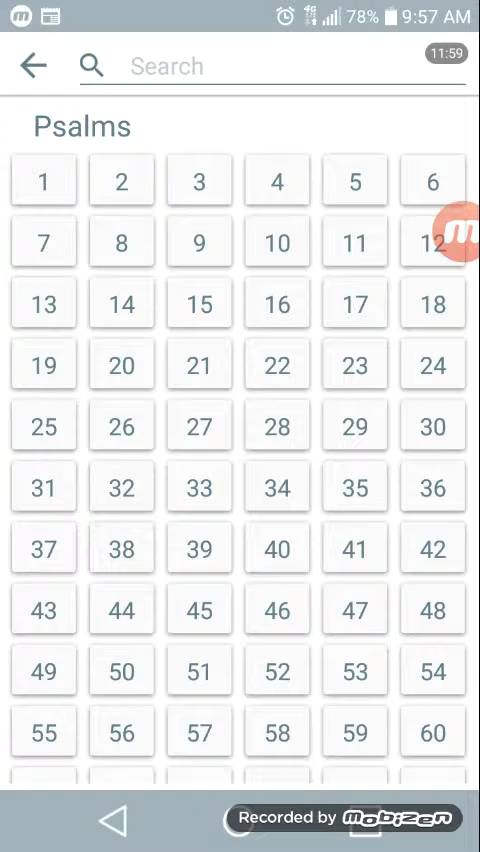 m 4G 78% 9:57 AM
11:59
Search
Psalms
1 2 3 4 5 6
7 8 9 10 11 12
m
13 14 15 16 17 18
19 20 21 22 23 24
25 26 27 28 29 30
31 32 33 34 35 36
37 38 39 40 41 42
43 44 45 46 47 48
49 50 51 52 53 54
55 56 57 58 59 60
Recorded by mobizen